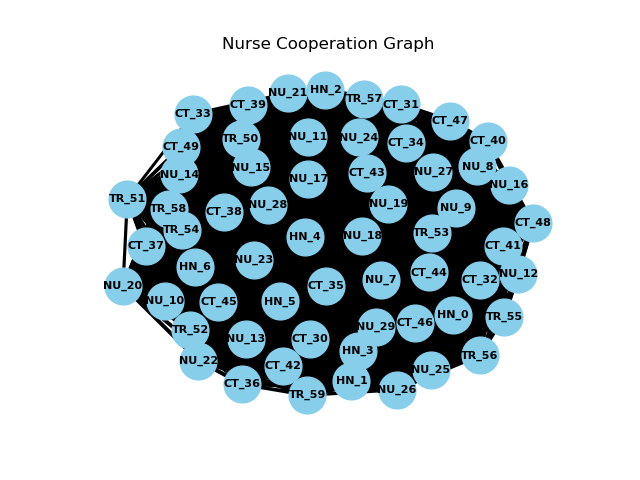 Nurse Cooperation Graph
NU_21
HN_2
TR_57
CT_31
CT_39
CT_33
CT_47
CT_49
TR_50
NU_11
NU_24
CT_34
CT_40
NU_14
NU_15
NU_17
CT_43
NU_27
NU_8
NU_16
TR_51
TR_58
CT_38
NU_28
NU_19
NU_9
CT_48
TR_54
HN_4
NU_18
TR_53
CT_37
CT_41
HN_6
NU_23
CT_44
NU_12
NU_20
CT_35
NU_7
CT_32
NU_10
CT_45
HN_5
HN_0
TR_55
TR_52
NU_13
CT_30
NU_29
CT_46
HN_3
TR_56
NU_22
CT_42
NU_25
CT_36
HN_1
NU_26
TR_59